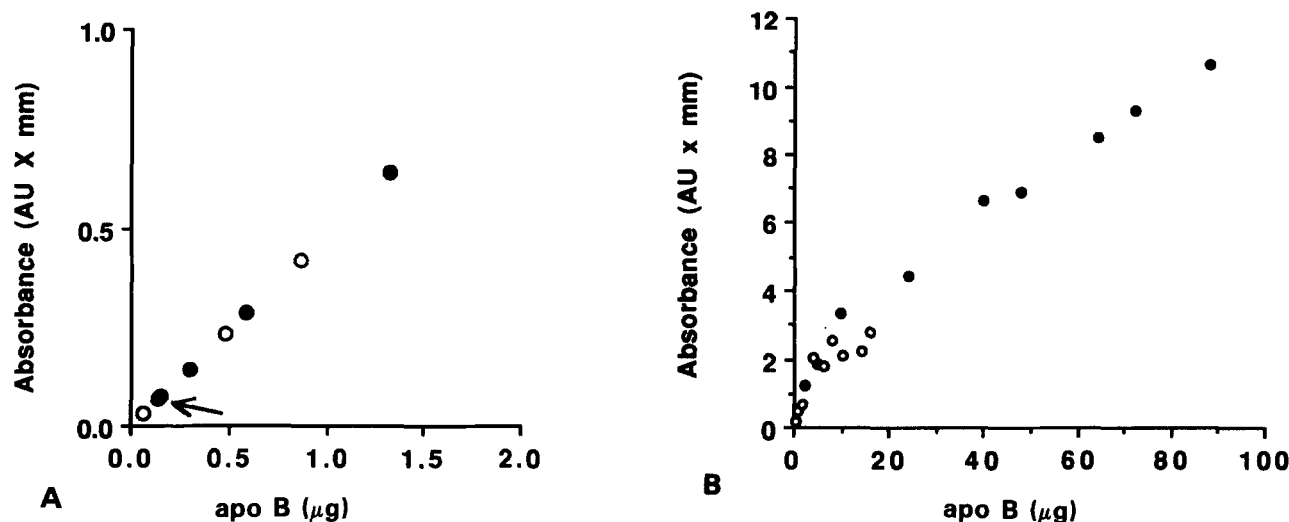 1.0
0.5
0.0
0.0 0.5 1.0 1.5 2.0
Absorbance (AU X mm)
apo B (μg)
A
12
10
8
6
4
2
0
0 20 40 60 80 100
Absorbance (AU x mm)
apo B (μg)
B